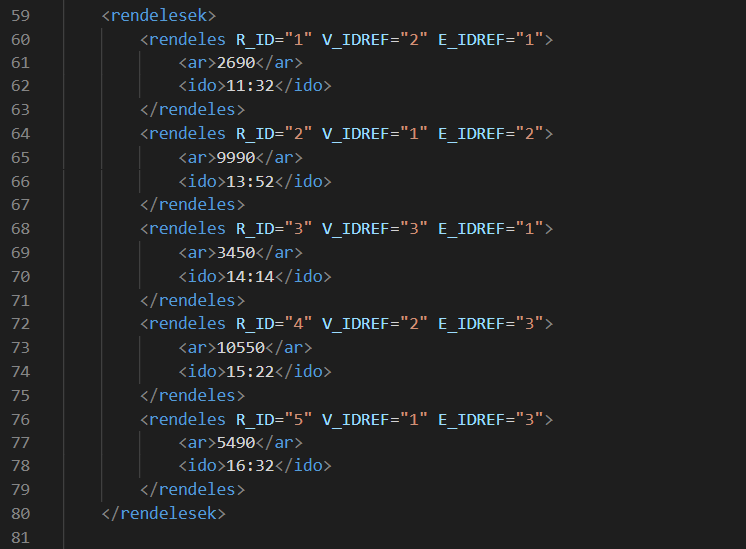 59 <rendelesek>
60 <rendeles R_ID="1" V_IDREF="2" E_IDREF="1">
61 <ar>2690</ar>
62 <ido>11:32</ido>
63 </rendeles>
64 <rendeles R_ID="2" V_IDREF="1" E_IDREF="2">
65 <ar>9990</ar>
66 <ido>13:52</ido>
67 </rendeles>
68 <rendeles R_ID="3" V_IDREF="3" E_IDREF="1">
69 <ar>3450</ar>
70 <ido>14:14</ido>
71 </rendeles>
72 <rendeles R_ID="4" V_IDREF="2" E_IDREF="3">
73 <ar>10550</ar>
74 <ido>15:22</ido>
75 </rendeles>
76 <rendeles R_ID="5" V_IDREF="1" E_IDREF="3">
77 <ar>5490</ar>
78 <ido>16:32</ido>
79 </rendeles>
80 </rendelesek>
81